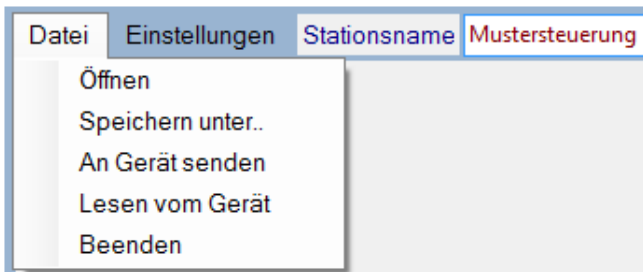 Datei Einstellungen Stationsname Mustersteuerung
Öffnen
Speichern unter..
An Gerät senden
Lesen vom Gerät
Beenden